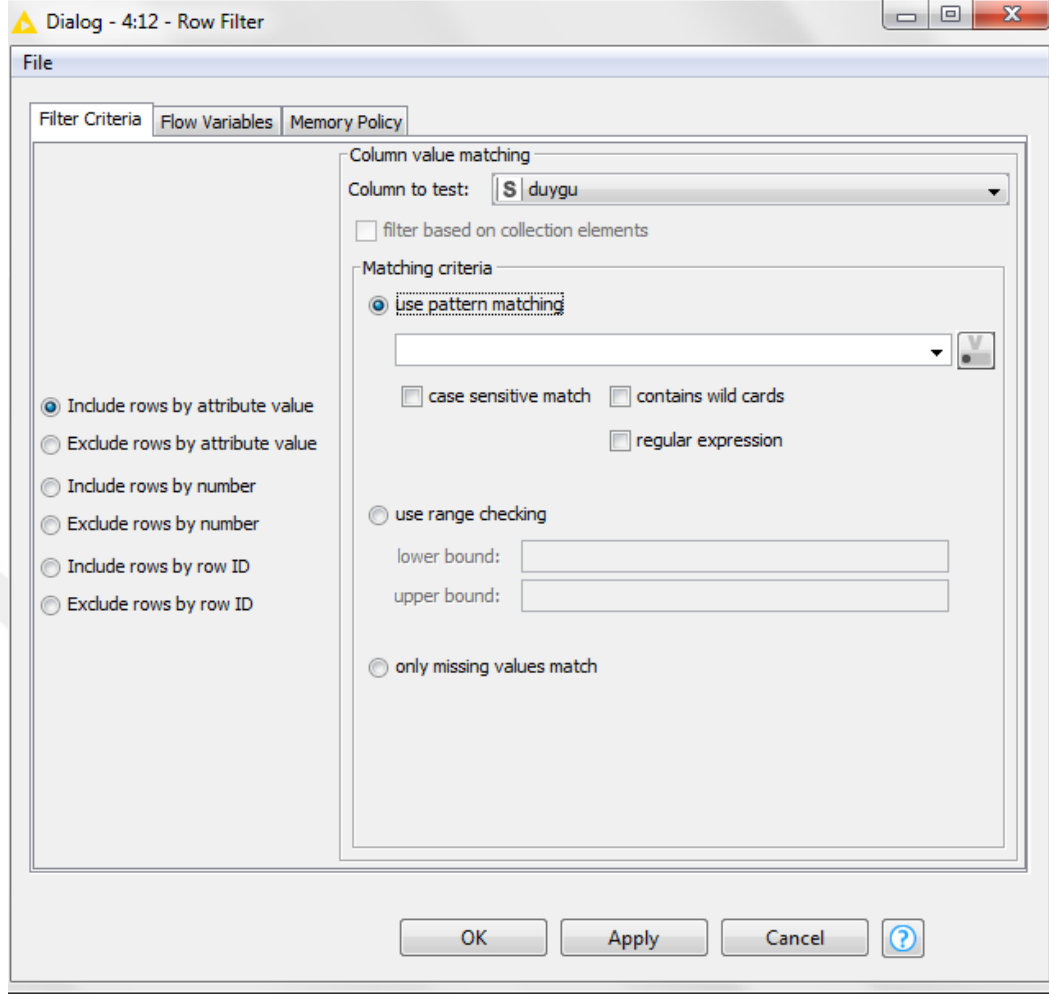 Dialog - 4:12 - Row Filter
File
Filter Criteria Flow Variables Memory Policy
Column value matching
Column to test: S duygu
filter based on collection elements
Matching criteria
use pattern matching
V
case sensitive match contains wild cards
regular expression
Include rows by attribute value
Exclude rows by attribute value
Include rows by number
Exclude rows by number
Include rows by row ID
Exclude rows by row ID
use range checking
lower bound:
upper bound:
only missing values match
OK Apply Cancel ?